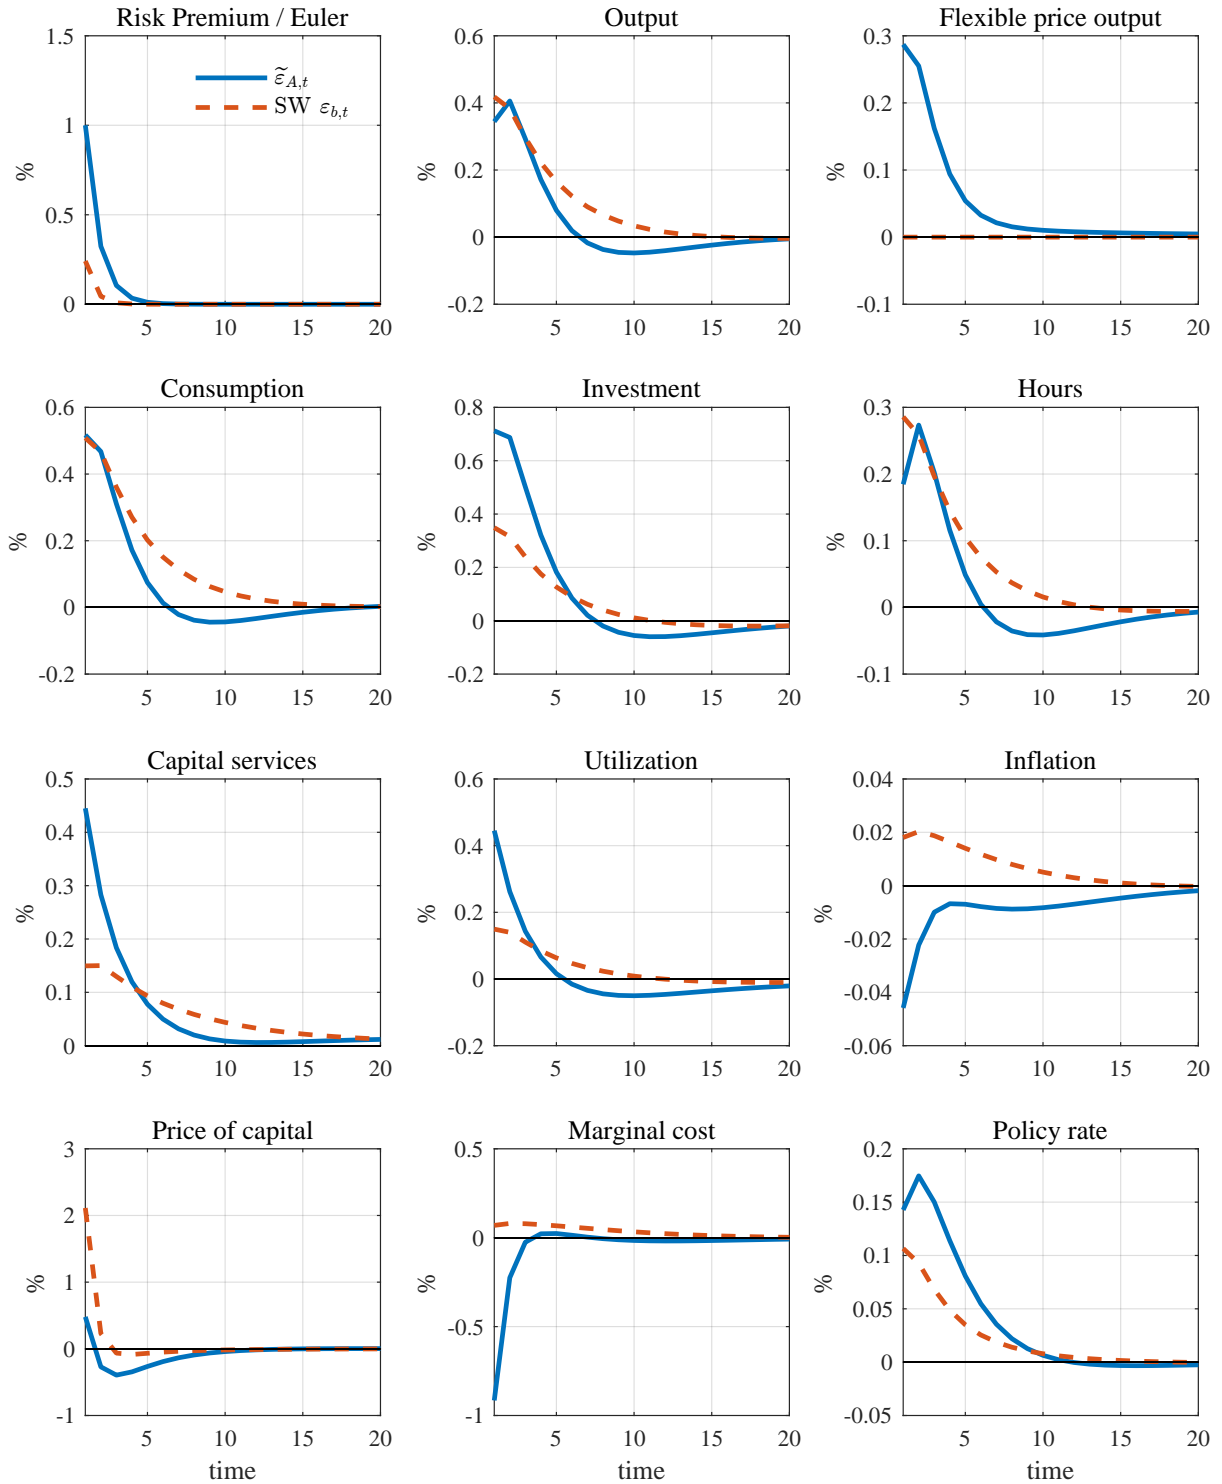 Risk Premium / Euler
1.5
1
0.5
0
%
5 10 15 20
ε̃A,t
SW εb,t
Output
0.6
0.4
0.2
0
-0.2
%
5 10 15 20
Flexible price output
0.3
0.2
0.1
0
-0.1
%
5 10 15 20
Consumption
0.6
0.4
0.2
0
-0.2
%
5 10 15 20
Investment
0.8
0.6
0.4
0.2
0
-0.2
%
5 10 15 20
Hours
0.3
0.2
0.1
0
-0.1
%
5 10 15 20
Capital services
0.5
0.4
0.3
0.2
0.1
0
%
5 10 15 20
Utilization
0.6
0.4
0.2
0
-0.2
%
5 10 15 20
Inflation
0.04
0.02
0
-0.02
-0.04
-0.06
%
5 10 15 20
Price of capital
3
2
1
0
-1
%
5 10 15 20
time
Marginal cost
0.5
0
-0.5
-1
%
5 10 15 20
time
Policy rate
0.2
0.15
0.1
0.05
0
-0.05
%
5 10 15 20
time